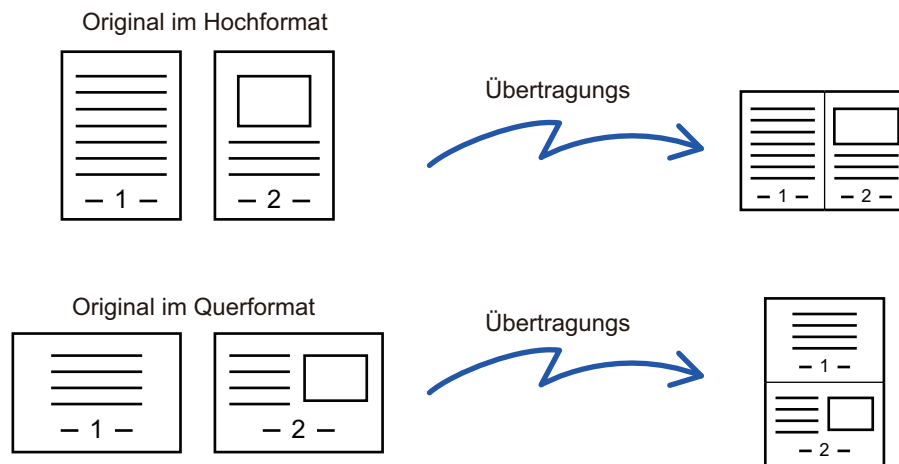 Original im Hochformat
Übertragungs
– 1 –
– 2 –
– 1 –
– 2 –
Original im Querformat
Übertragungs
– 1 –
– 1 –
– 2 –
– 2 –